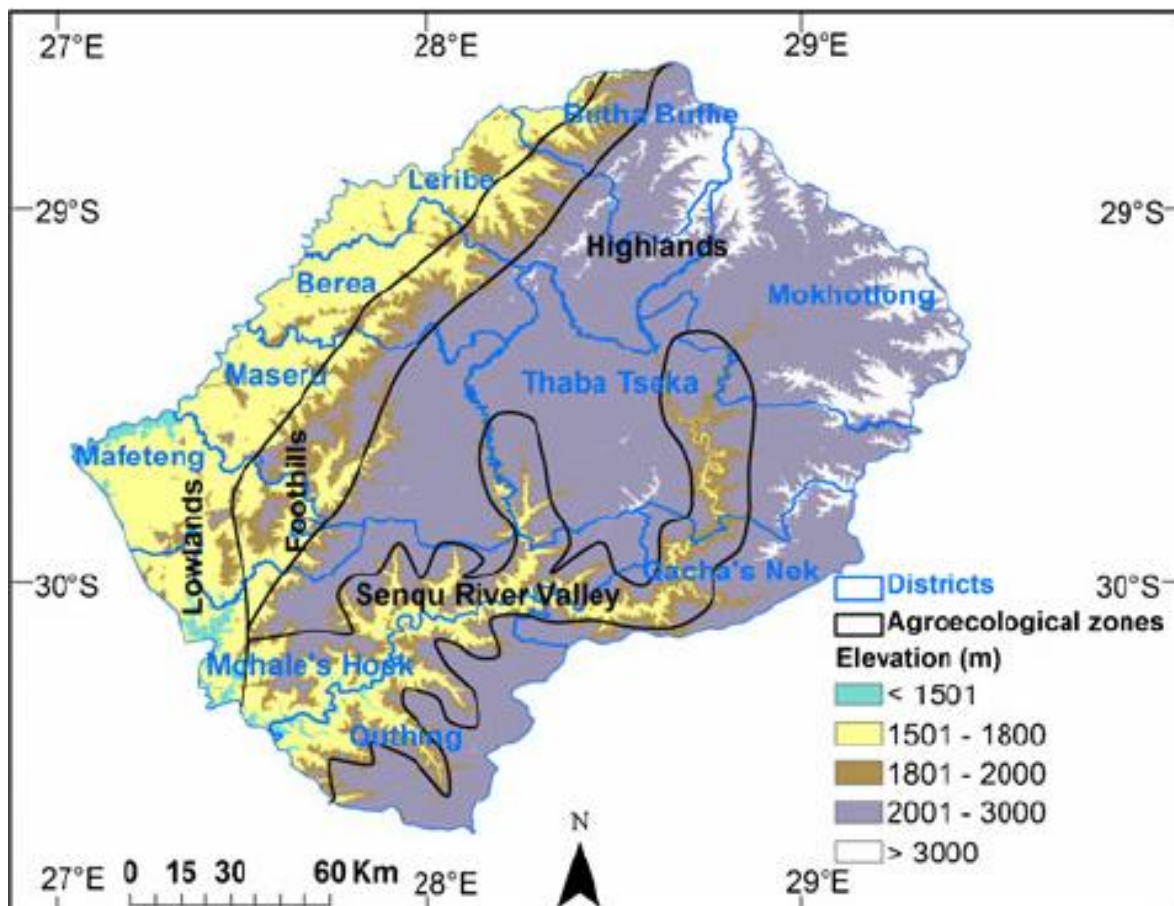 27°E 28°E 29°E
Butha Buthe
Leribe
29°S 29°S
Highlands
Berea
Mokhotlong
Maseru
Thaba Tseka
Mafeteng
Foothills
Lowlands
Qacha's Nek
Senqu River Valley
30°S 30°S
Districts
Agroecological zones
Mohale's Hoek
Elevation (m)
< 1501
Quthing
1501 - 1800
1801 - 2000
2001 - 3000
N
> 3000
0 15 30 60 Km
27°E 28°E 29°E